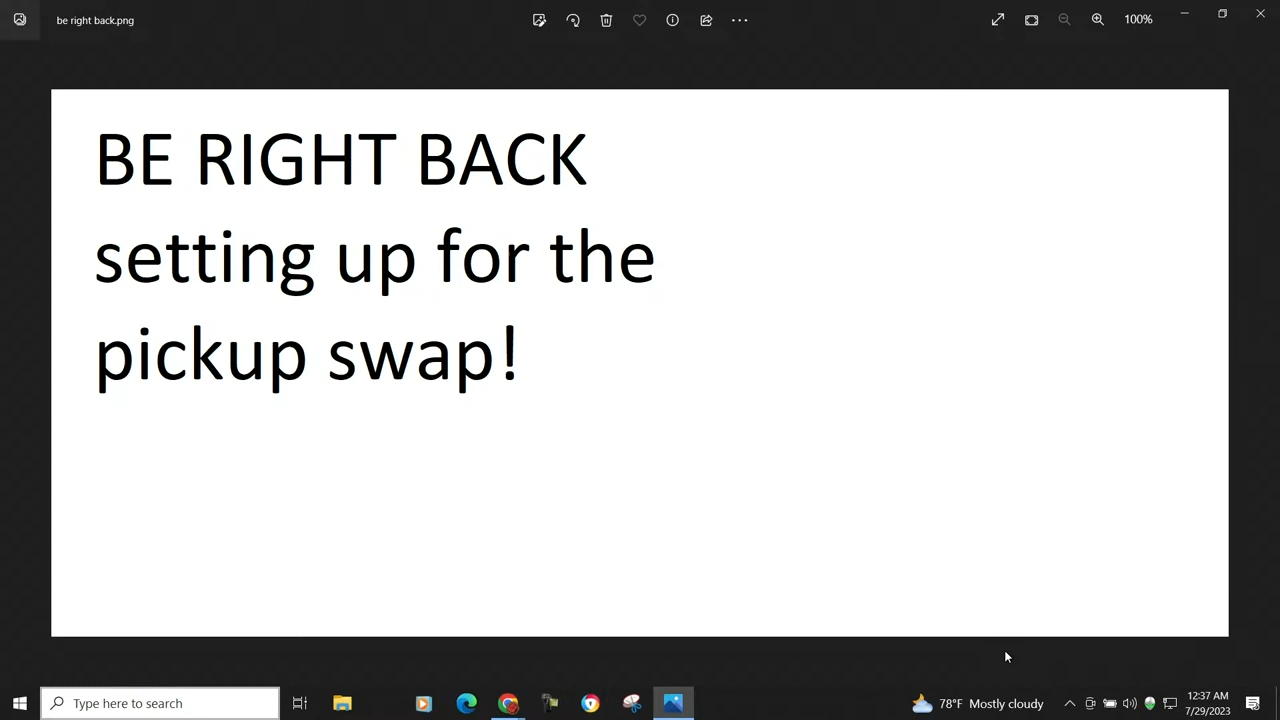 be right back.png
100%
BE RIGHT BACK
setting up for the
pickup swap!
Type here to search
78°F Mostly cloudy
12:37 AM
7/29/2023